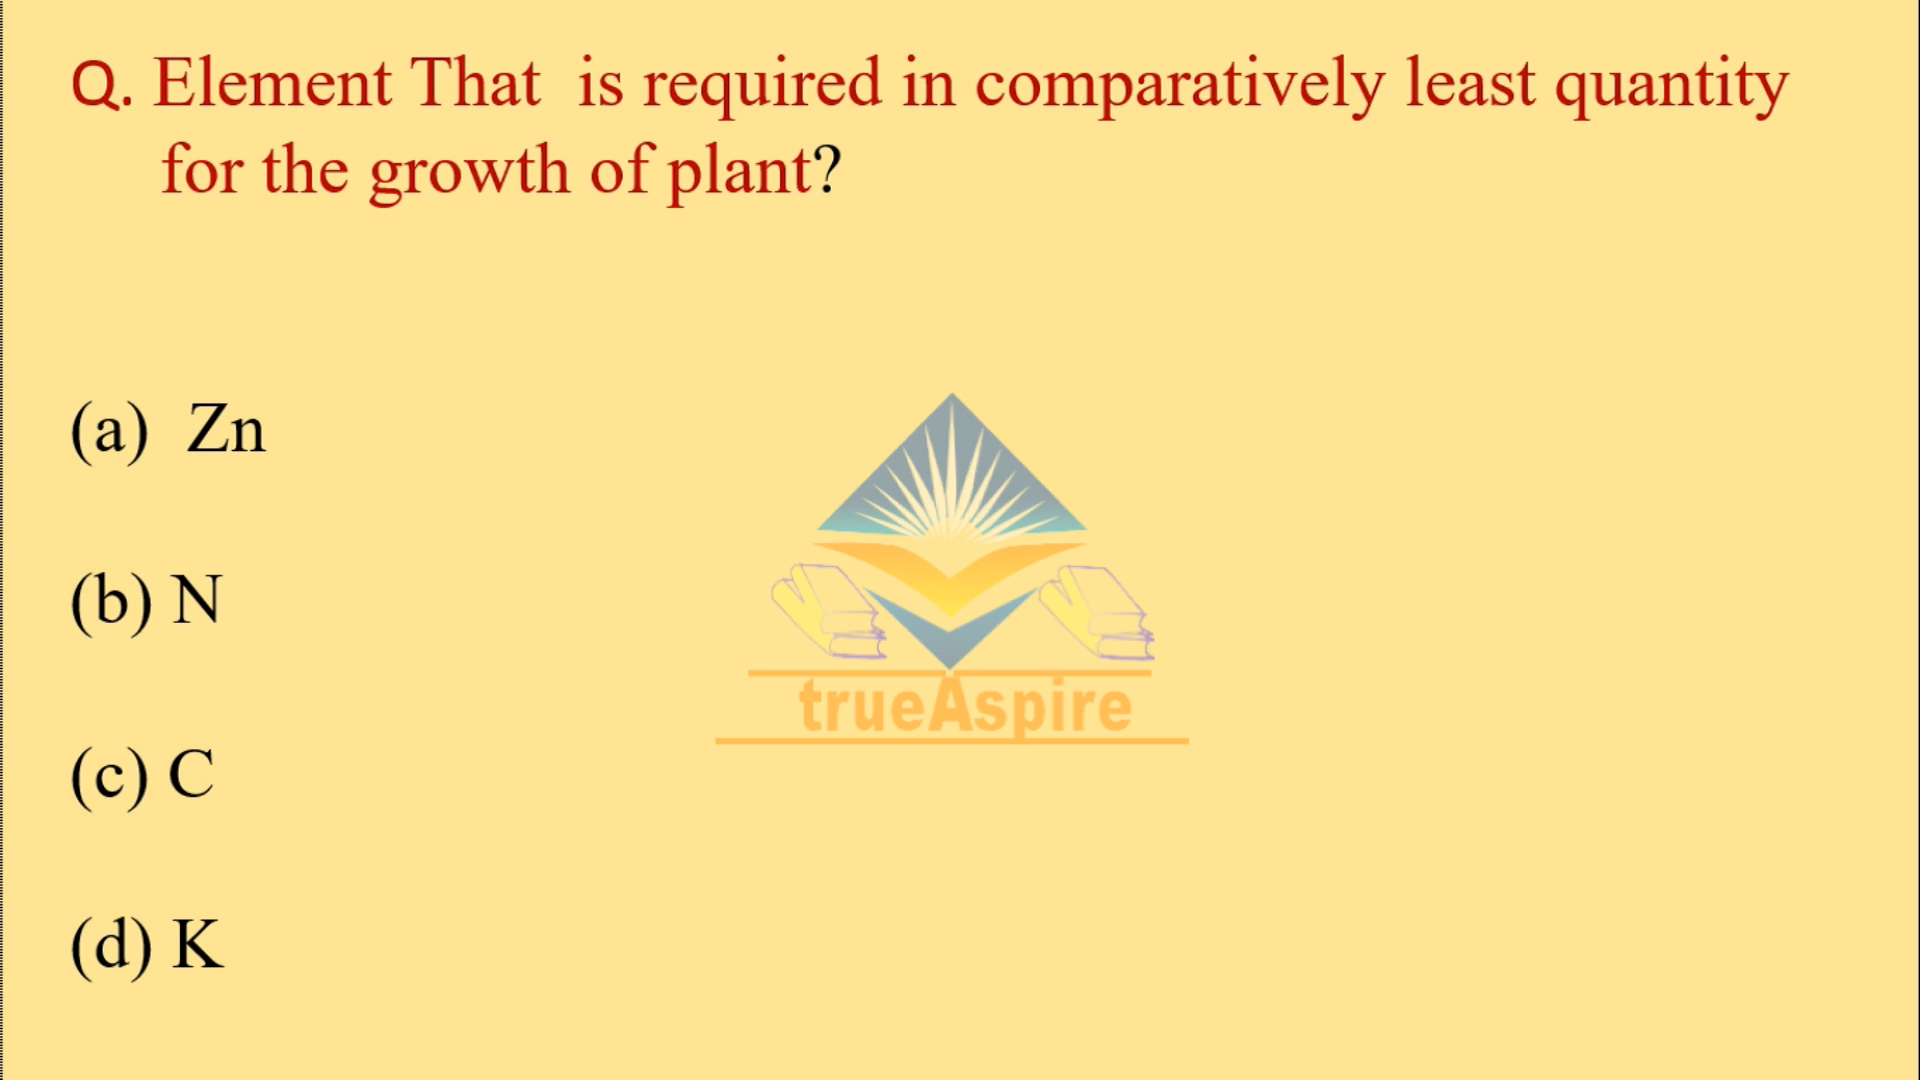 Q. Element That is required in comparatively least quantity
for the growth of plant?
(a) Zn
(b) N
(c) C
(d) K
trueAspire